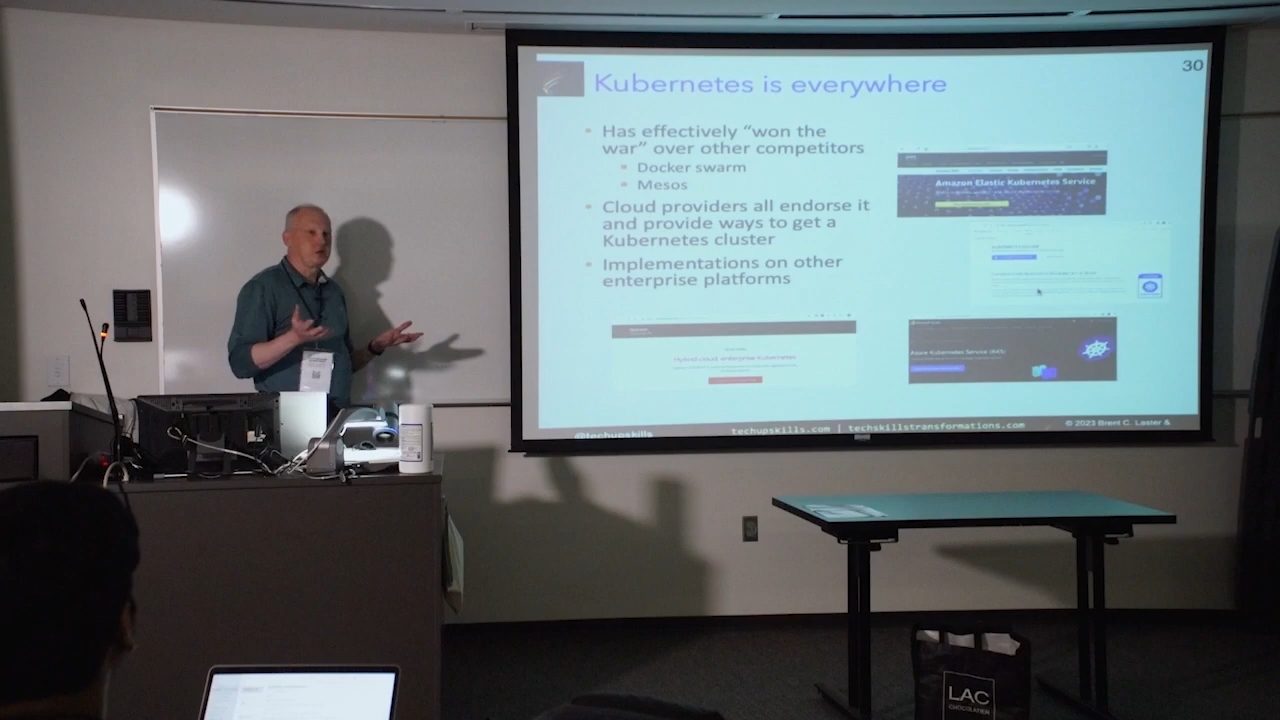 30
Kubernetes is everywhere
Has effectively “won the
war” over other competitors
Docker swarm
Mesos
Cloud providers all endorse it
and provide ways to get a
Kubernetes cluster
Implementations on other
enterprise platforms
Amazon Elastic Kubernetes Service
Hybrid cloud, enterprise Kubernetes
Azure Kubernetes Service (AKS)
@techupskills
techupskills.com | techskillstransformations.com
© 2023 Brent C. Laster &
LAC
CHOCOLATIER